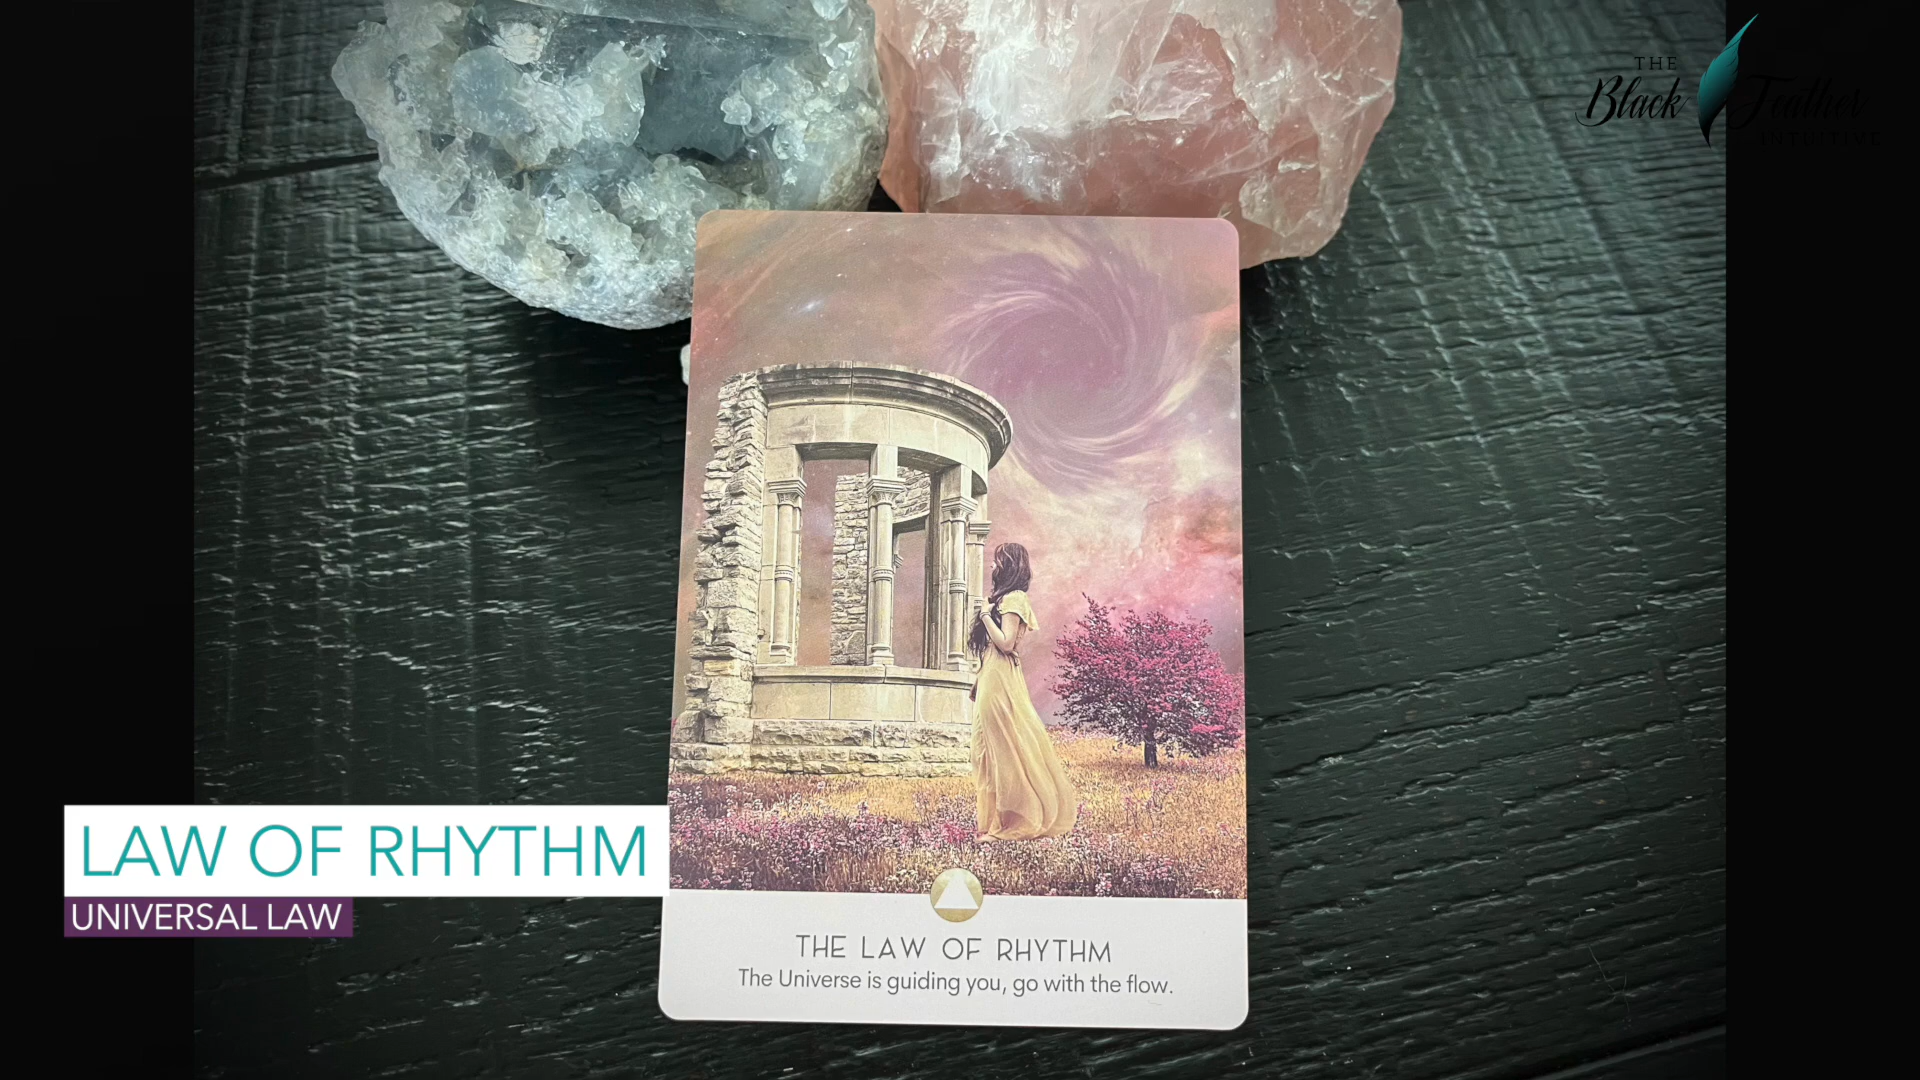 THE
Black Feather
INTUITIVE
LAW OF RHYTHM
UNIVERSAL LAW
THE LAW OF RHYTHM
The Universe is guiding you, go with the flow.